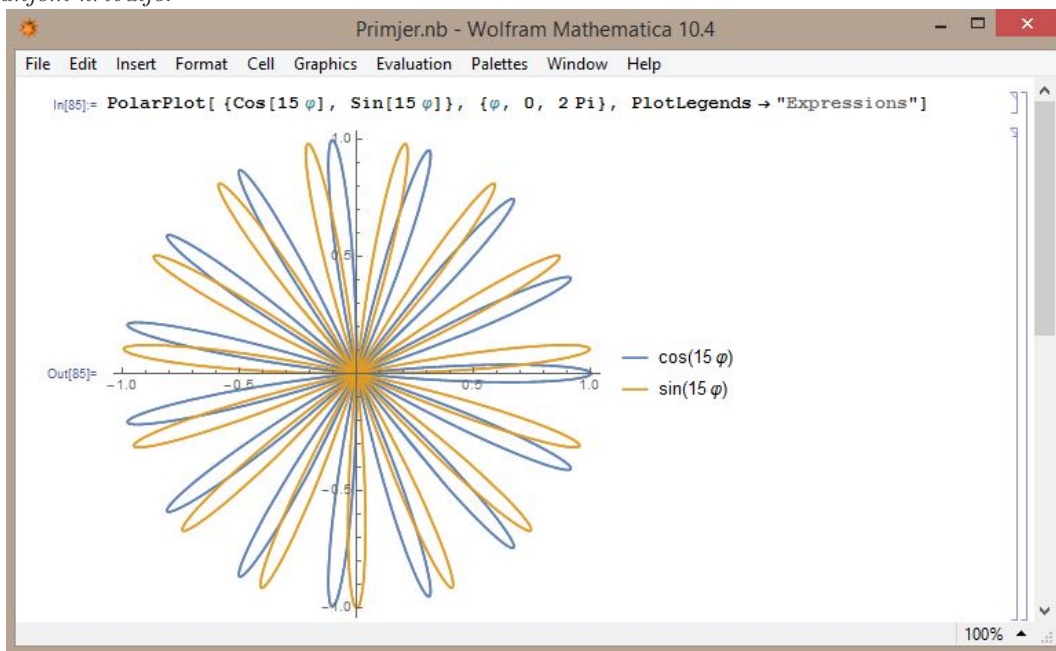 Primjer.nb - Wolfram Mathematica 10.4
File Edit Insert Format Cell Graphics Evaluation Palettes Window Help
In[85]:= PolarPlot[ {Cos[15 φ], Sin[15 φ]}, {φ, 0, 2 Pi}, PlotLegends → "Expressions"]
1.0
0.5
Out[85]=
-1.0 -0.5 0.5 1.0
-0.5
-1.0
cos(15 φ)
sin(15 φ)
100%